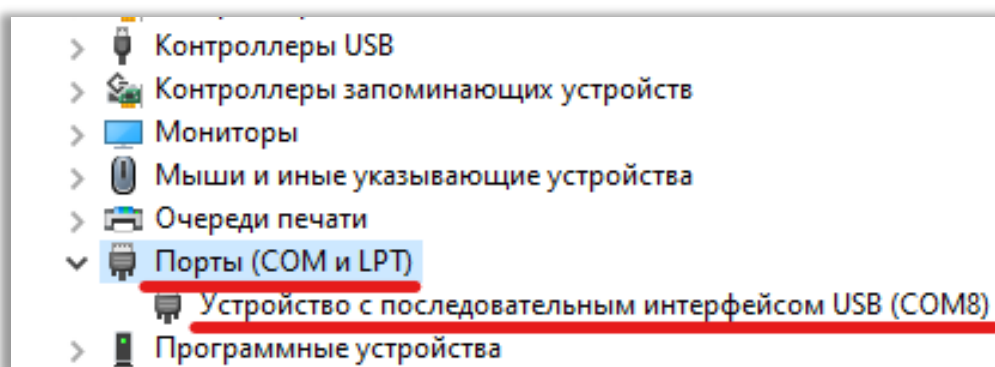 Контроллеры USB
Контроллеры запоминающих устройств
Мониторы
Мыши и иные указывающие устройства
Очереди печати
Порты (COM и LPT)
Устройство с последовательным интерфейсом USB (COM8)
Программные устройства